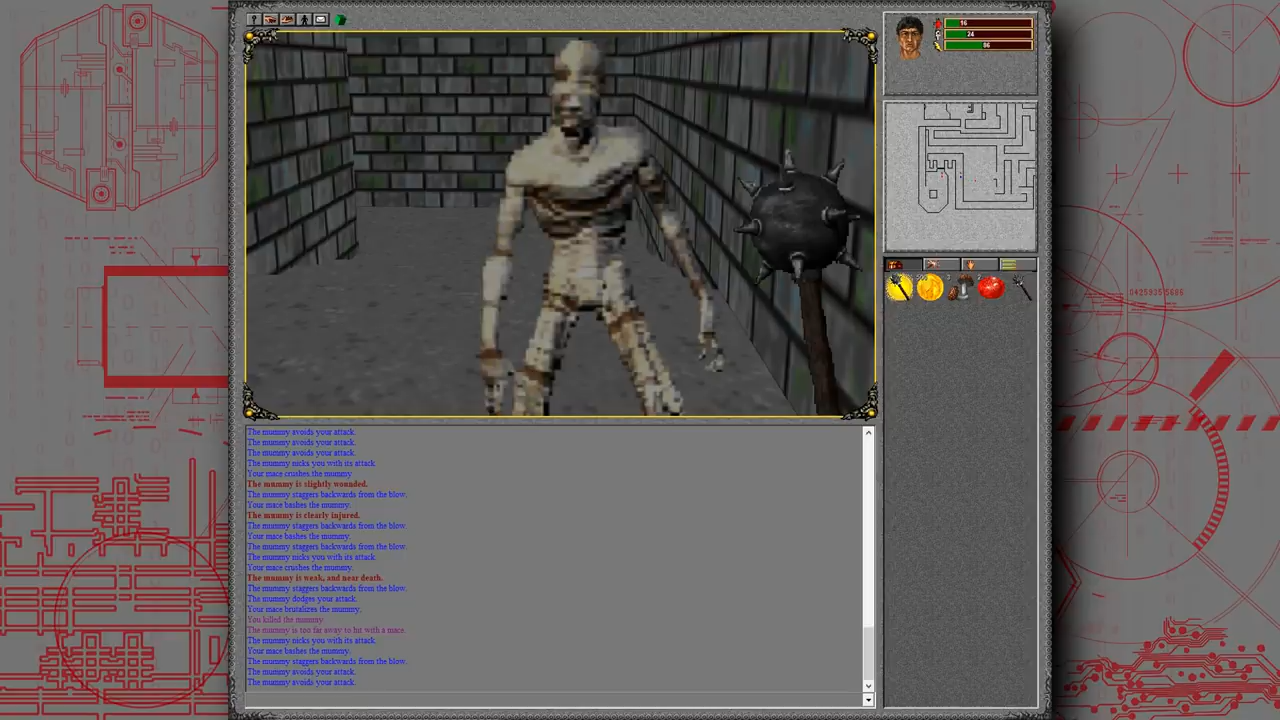 16
24
86
The mummy avoids your attack.
The mummy avoids your attack.
The mummy avoids your attack.
The mummy nicks you with its attack.
Your mace crushes the mummy.
The mummy is slightly wounded.
The mummy staggers backwards from the blow.
Your mace bashes the mummy.
The mummy is clearly injured.
The mummy staggers backwards from the blow.
Your mace bashes the mummy.
The mummy staggers backwards from the blow.
The mummy nicks you with its attack.
Your mace crushes the mummy.
The mummy is weak, and near death.
The mummy staggers backwards from the blow.
The mummy dodges your attack.
Your mace brutalizes the mummy.
You killed the mummy.
The mummy is too far away to hit with a mace.
The mummy nicks you with its attack.
Your mace bashes the mummy.
The mummy staggers backwards from the blow.
The mummy avoids your attack.
The mummy avoids your attack.